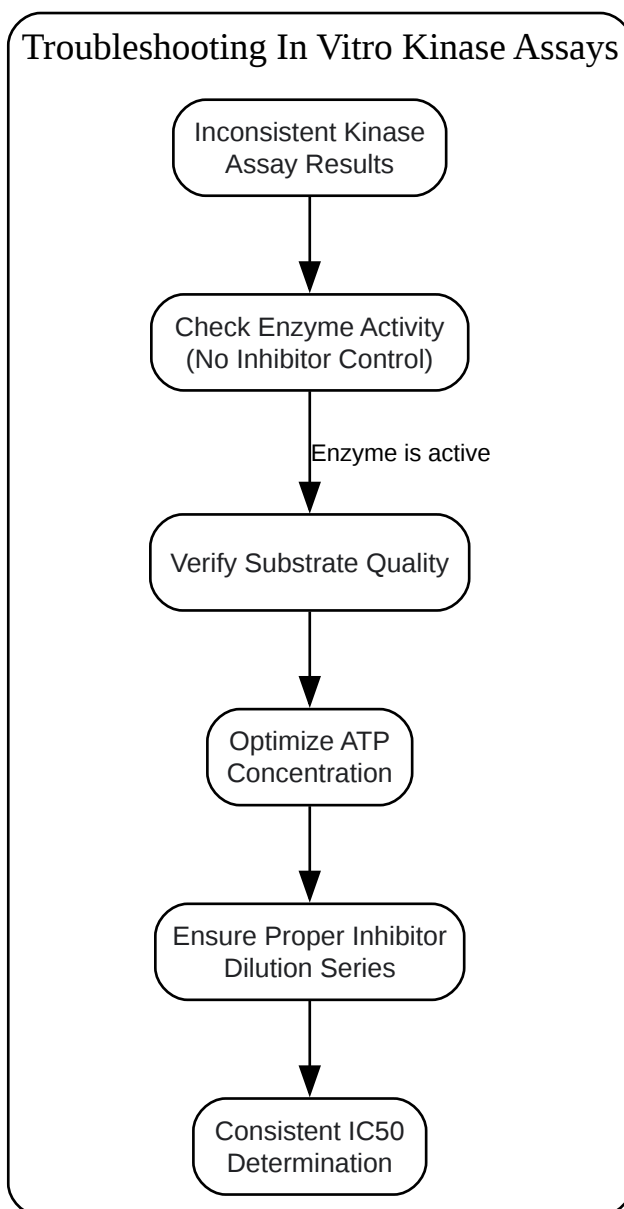 Troubleshooting In Vitro Kinase Assays
Inconsistent Kinase
Assay Results
Check Enzyme Activity
(No Inhibitor Control)
Enzyme is active
Verify Substrate Quality
Optimize ATP
Concentration
Ensure Proper Inhibitor
Dilution Series
Consistent IC50
Determination